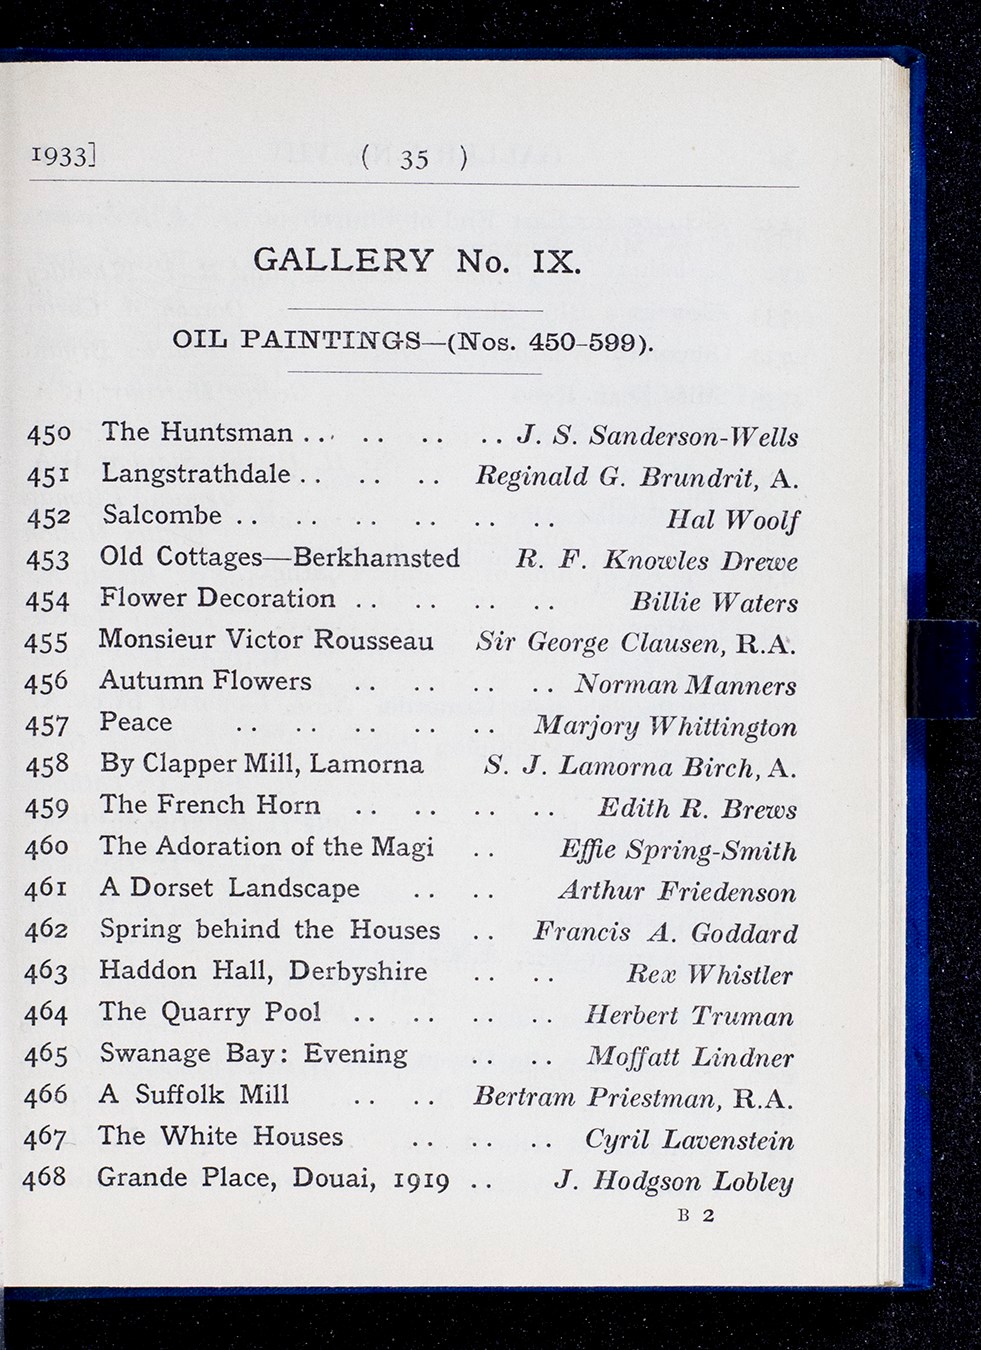 1933] ( 35 )
GALLERY No. IX.
OIL PAINTINGS—(Nos. 450-599).
450 The Huntsman .. .. .. .. J. S. Sanderson-Wells
451 Langstrathdale .. .. .. Reginald G. Brundrit, A.
452 Salcombe .. .. .. .. .. .. Hal Woolf
453 Old Cottages—Berkhamsted R. F. Knowles Drewe
454 Flower Decoration .. .. .. .. Billie Waters
455 Monsieur Victor Rousseau Sir George Clausen, R.A.
456 Autumn Flowers .. .. .. .. Norman Manners
457 Peace .. .. .. .. .. Marjory Whittington
458 By Clapper Mill, Lamorna S. J. Lamorna Birch, A.
459 The French Horn .. .. .. .. Edith R. Brews
460 The Adoration of the Magi .. Effie Spring-Smith
461 A Dorset Landscape .. .. Arthur Friedenson
462 Spring behind the Houses .. Francis A. Goddard
463 Haddon Hall, Derbyshire .. .. Rex Whistler
464 The Quarry Pool .. .. .. .. Herbert Truman
465 Swanage Bay: Evening .. .. Moffatt Lindner
466 A Suffolk Mill .. .. Bertram Priestman, R.A.
467 The White Houses .. .. .. Cyril Lavenstein
468 Grande Place, Douai, 1919 .. J. Hodgson Lobley
B 2